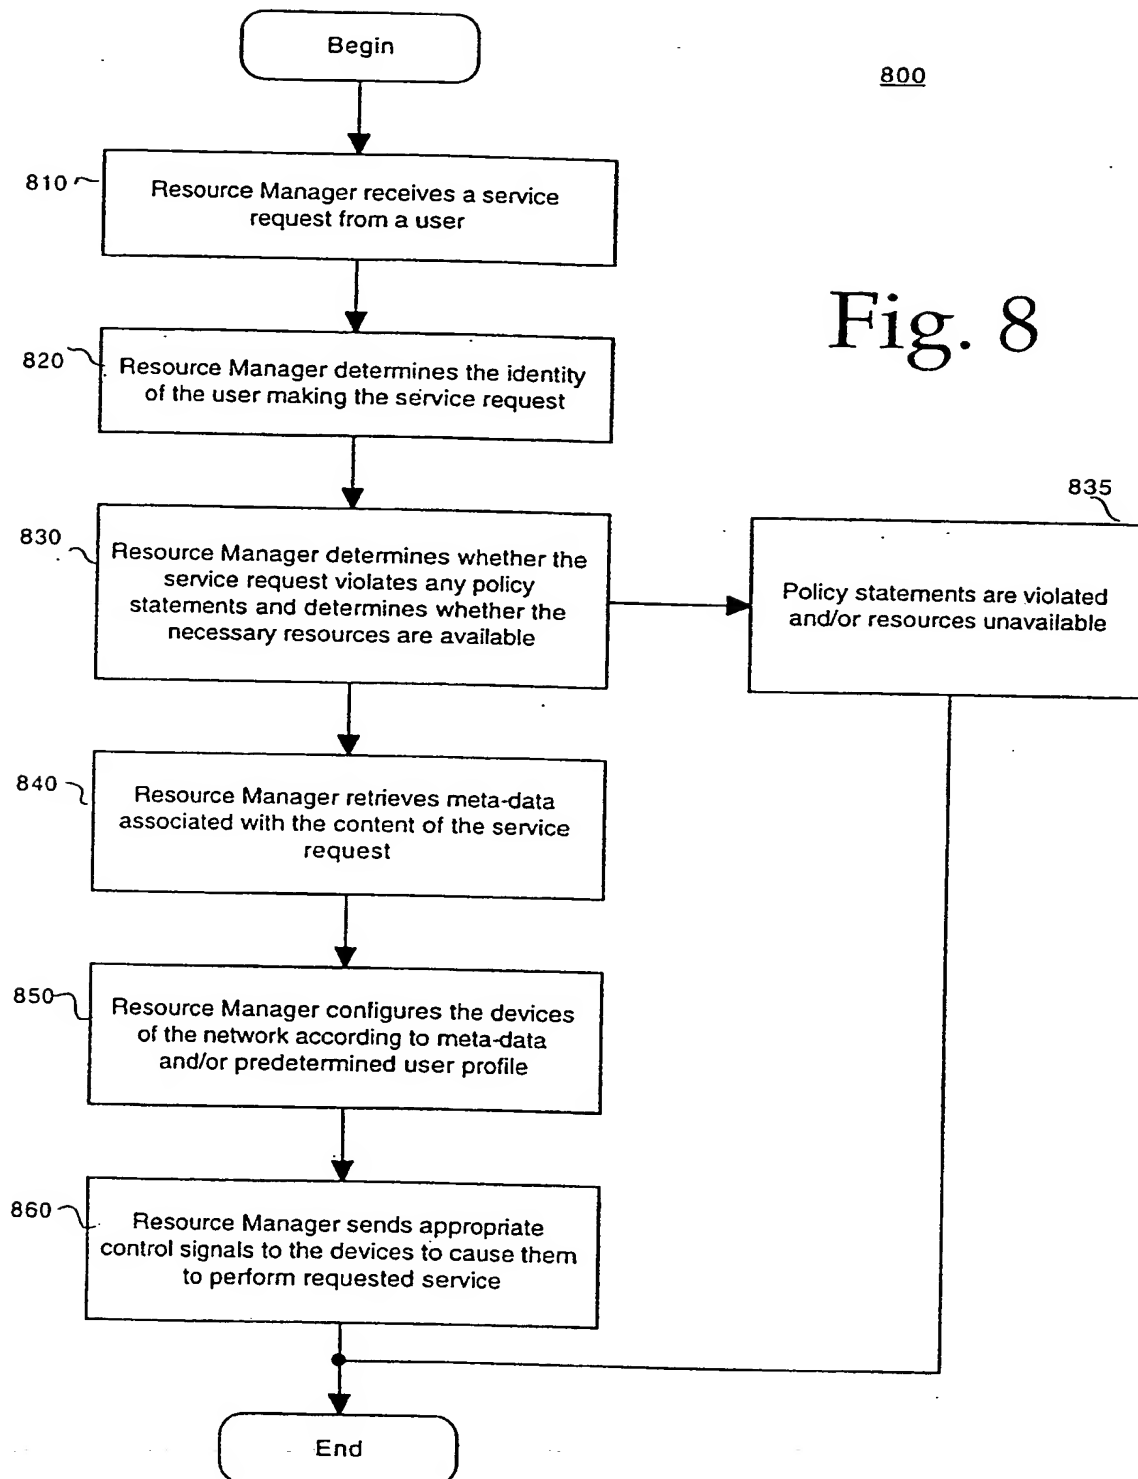 Begin
800
810
Resource Manager receives a service
request from a user
Fig. 8
820
Resource Manager determines the identity
of the user making the service request
835
830
Resource Manager determines whether the
service request violates any policy
statements and determines whether the
necessary resources are available
Policy statements are violated
and/or resources unavailable
840
Resource Manager retrieves meta-data
associated with the content of the service
request
850
Resource Manager configures the devices
of the network according to meta-data
and/or predetermined user profile
860
Resource Manager sends appropriate
control signals to the devices to cause them
to perform requested service
End